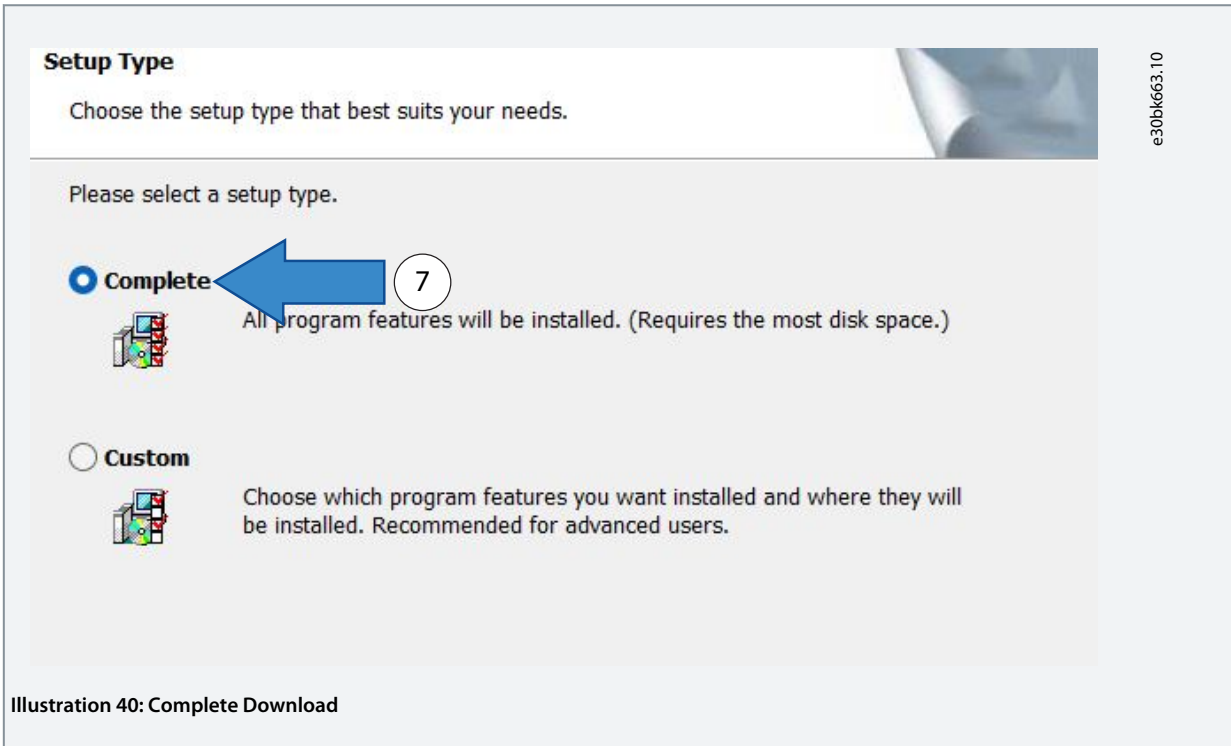 Setup Type
Choose the setup type that best suits your needs.
e30bk663.10
Please select a setup type.
Complete
7
All program features will be installed. (Requires the most disk space.)
Custom
Choose which program features you want installed and where they will
be installed. Recommended for advanced users.
Illustration 40: Complete Download